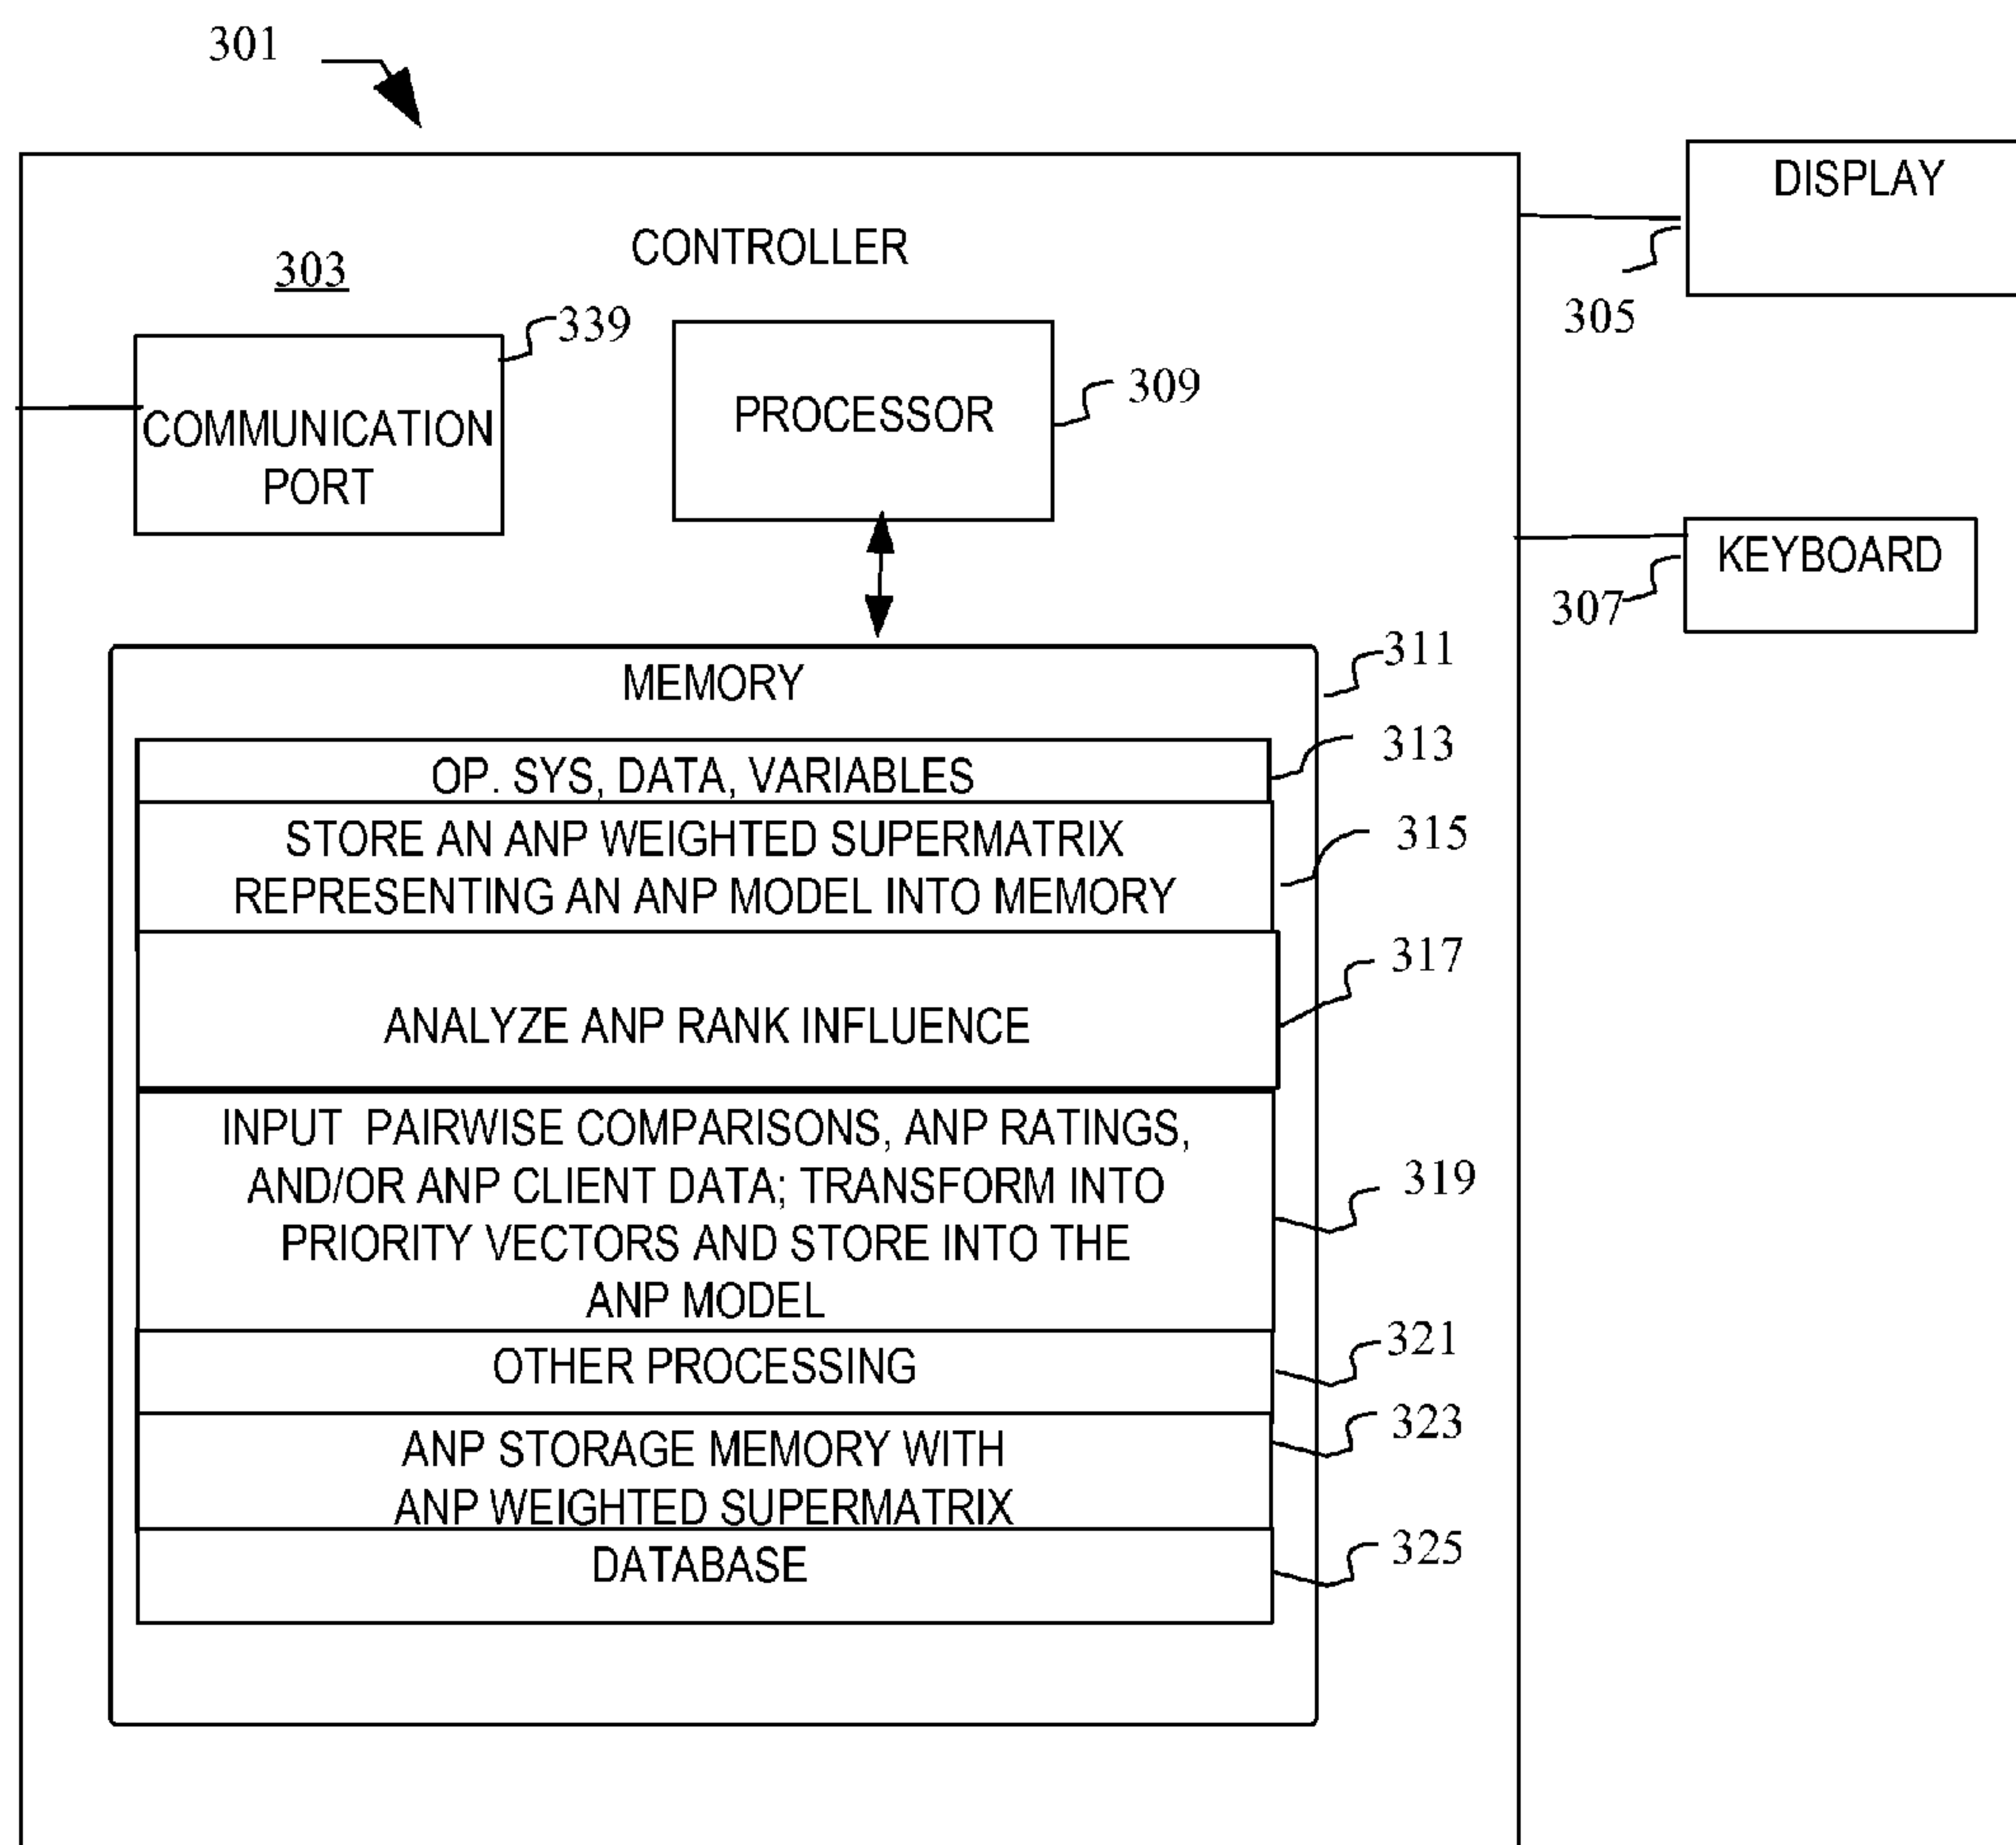 301
DISPLAY
CONTROLLER
303
339
305
COMMUNICATION
PORT
PROCESSOR
309
KEYBOARD
307
MEMORY
311
OP. SYS, DATA, VARIABLES
313
STORE AN ANP WEIGHTED SUPERMATRIX
REPRESENTING AN ANP MODEL INTO MEMORY
315
ANALYZE ANP RANK INFLUENCE
317
INPUT PAIRWISE COMPARISONS, ANP RATINGS,
AND/OR ANP CLIENT DATA; TRANSFORM INTO
PRIORITY VECTORS AND STORE INTO THE
ANP MODEL
319
OTHER PROCESSING
321
ANP STORAGE MEMORY WITH
ANP WEIGHTED SUPERMATRIX
323
DATABASE
325